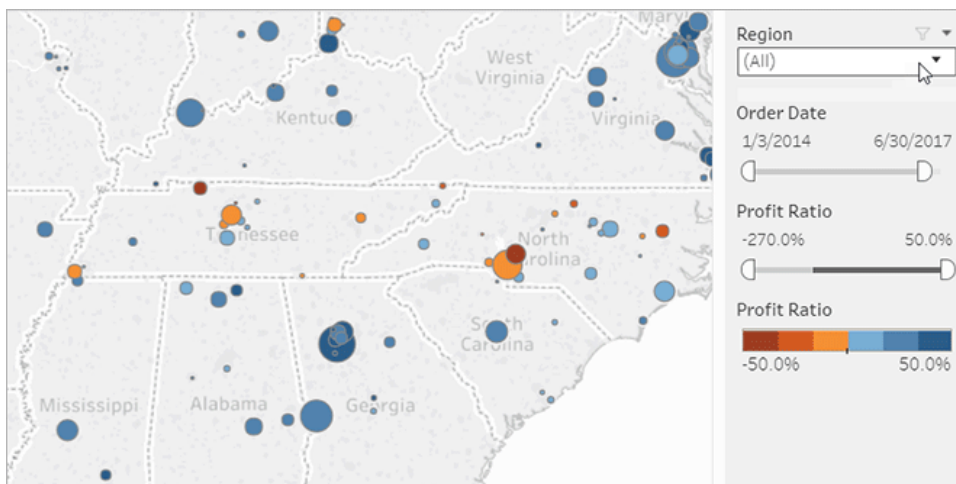 Maryl
West
Virginia
Kentucky
Virginia
Tennessee
North
Carolina
South
Carolina
Mississippi
Alabama
Georgia
Region
(All)
Order Date
1/3/2014 6/30/2017
Profit Ratio
-270.0% 50.0%
Profit Ratio
-50.0% 50.0%